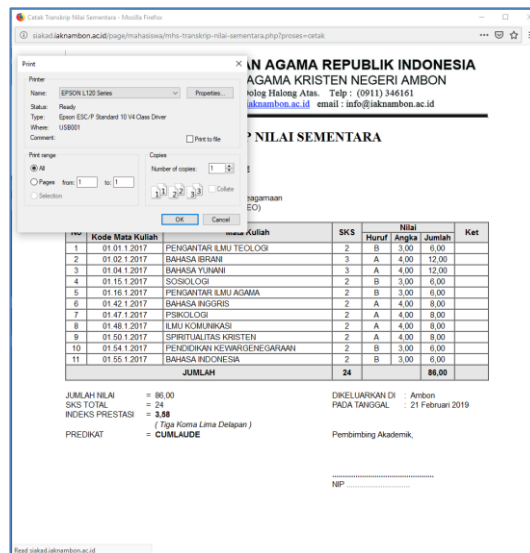 Cetak Transkrip Nilai Sementara - Mozilla Firefox
siakad.iaknambon.ac.id/page/mahasiswa/mhs-transkrip-nilai-sementara.php?proses=cetak
N AGAMA REPUBLIK INDONESIA
AGAMA KRISTEN NEGERI AMBON
Dolog Halong Atas. Telp : (0911) 346161
iaknambon.ac.id email : info@iaknambon.ac.id
P NILAI SEMENTARA
Print
Printer
Name: EPSON L120 Series Properties...
Status: Ready
Type: Epson ESC/P Standard 10 V4 Class Driver
Where: USB001
Comment: Print to file
Print range Copies
All Number of copies: 1
Pages from: 1 to: 1
Selection 1 1 2 2 3 3 Collate
OK Cancel
eagamaan
EO)
No Kode Mata Kuliah Mata Kuliah SKS Nilai Ket
Huruf Angka Jumlah
1 01.01.1.2017 PENGANTAR ILMU TEOLOGI 2 B 3,00 6,00
2 01.02.1.2017 BAHASA IBRANI 3 A 4,00 12,00
3 01.04.1.2017 BAHASA YUNANI 3 A 4,00 12,00
4 01.15.1.2017 SOSIOLOGI 2 B 3,00 6,00
5 01.16.1.2017 PENGANTAR ILMU AGAMA 2 B 3,00 6,00
6 01.42.1.2017 BAHASA INGGRIS 2 A 4,00 8,00
7 01.47.1.2017 PSIKOLOGI 2 A 4,00 8,00
8 01.48.1.2017 ILMU KOMUNIKASI 2 A 4,00 8,00
9 01.50.1.2017 SPIRITUALITAS KRISTEN 2 A 4,00 8,00
10 01.54.1.2017 PENDIDIKAN KEWARGENEGARAAN 2 B 3,00 6,00
11 01.55.1.2017 BAHASA INDONESIA 2 B 3,00 6,00
JUMLAH 24 86,00
JUMLAH NILAI = 86,00 DIKELUARKAN DI : Ambon
SKS TOTAL = 24 PADA TANGGAL : 21 Februari 2019
INDEKS PRESTASI = 3,58
( Tiga Koma Lima Delapan )
PREDIKAT = CUMLAUDE Pembimbing Akademik,
NIP
Read siakad.iaknambon.ac.id